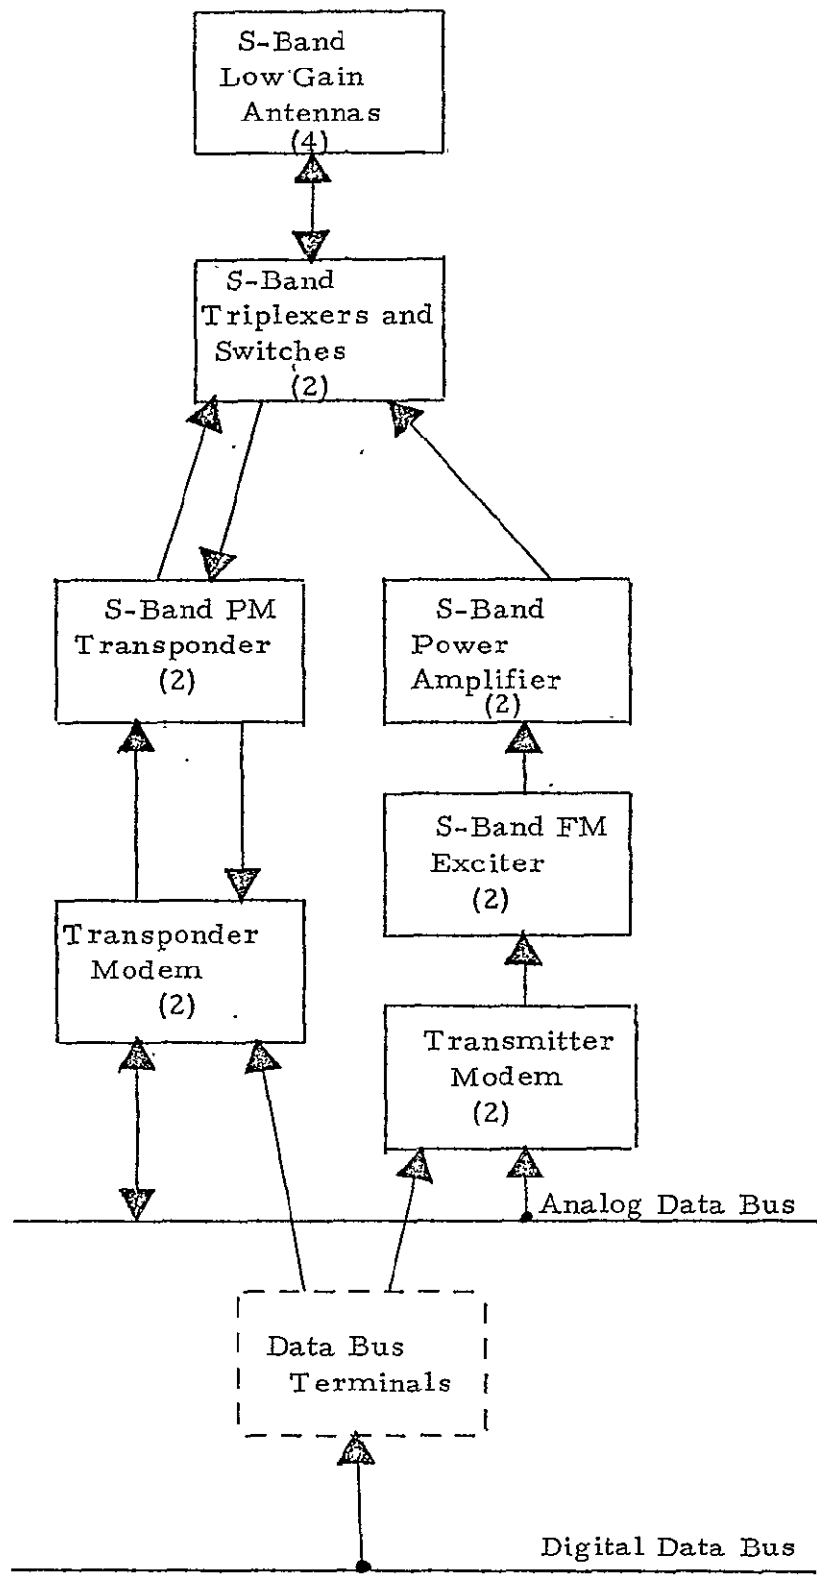 S-Band
Low Gain
Antennas
(4)
S-Band
Triplexers and
Switches
(2)
S-Band PM
Transponder
(2)
S-Band
Power
Amplifier
(2)
S-Band FM
Exciter
(2)
Transponder
Modem
(2)
Transmitter
Modem
(2)
Analog Data Bus
Data Bus
Terminals
Digital Data Bus